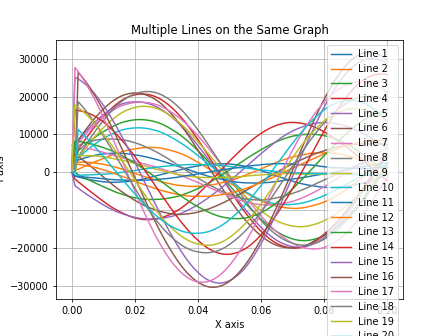 Multiple Lines on the Same Graph
30000
20000
10000
0
−10000
−20000
−30000
0.00
0.02
0.04
0.06
X axis
axis
Line 1
Line 2
Line 3
Line 4
Line 5
Line 6
Line 7
Line 8
Line 9
Line 10
Line 11
Line 12
Line 13
Line 14
Line 15
Line 16
Line 17
Line 18
Line 19
Line 20